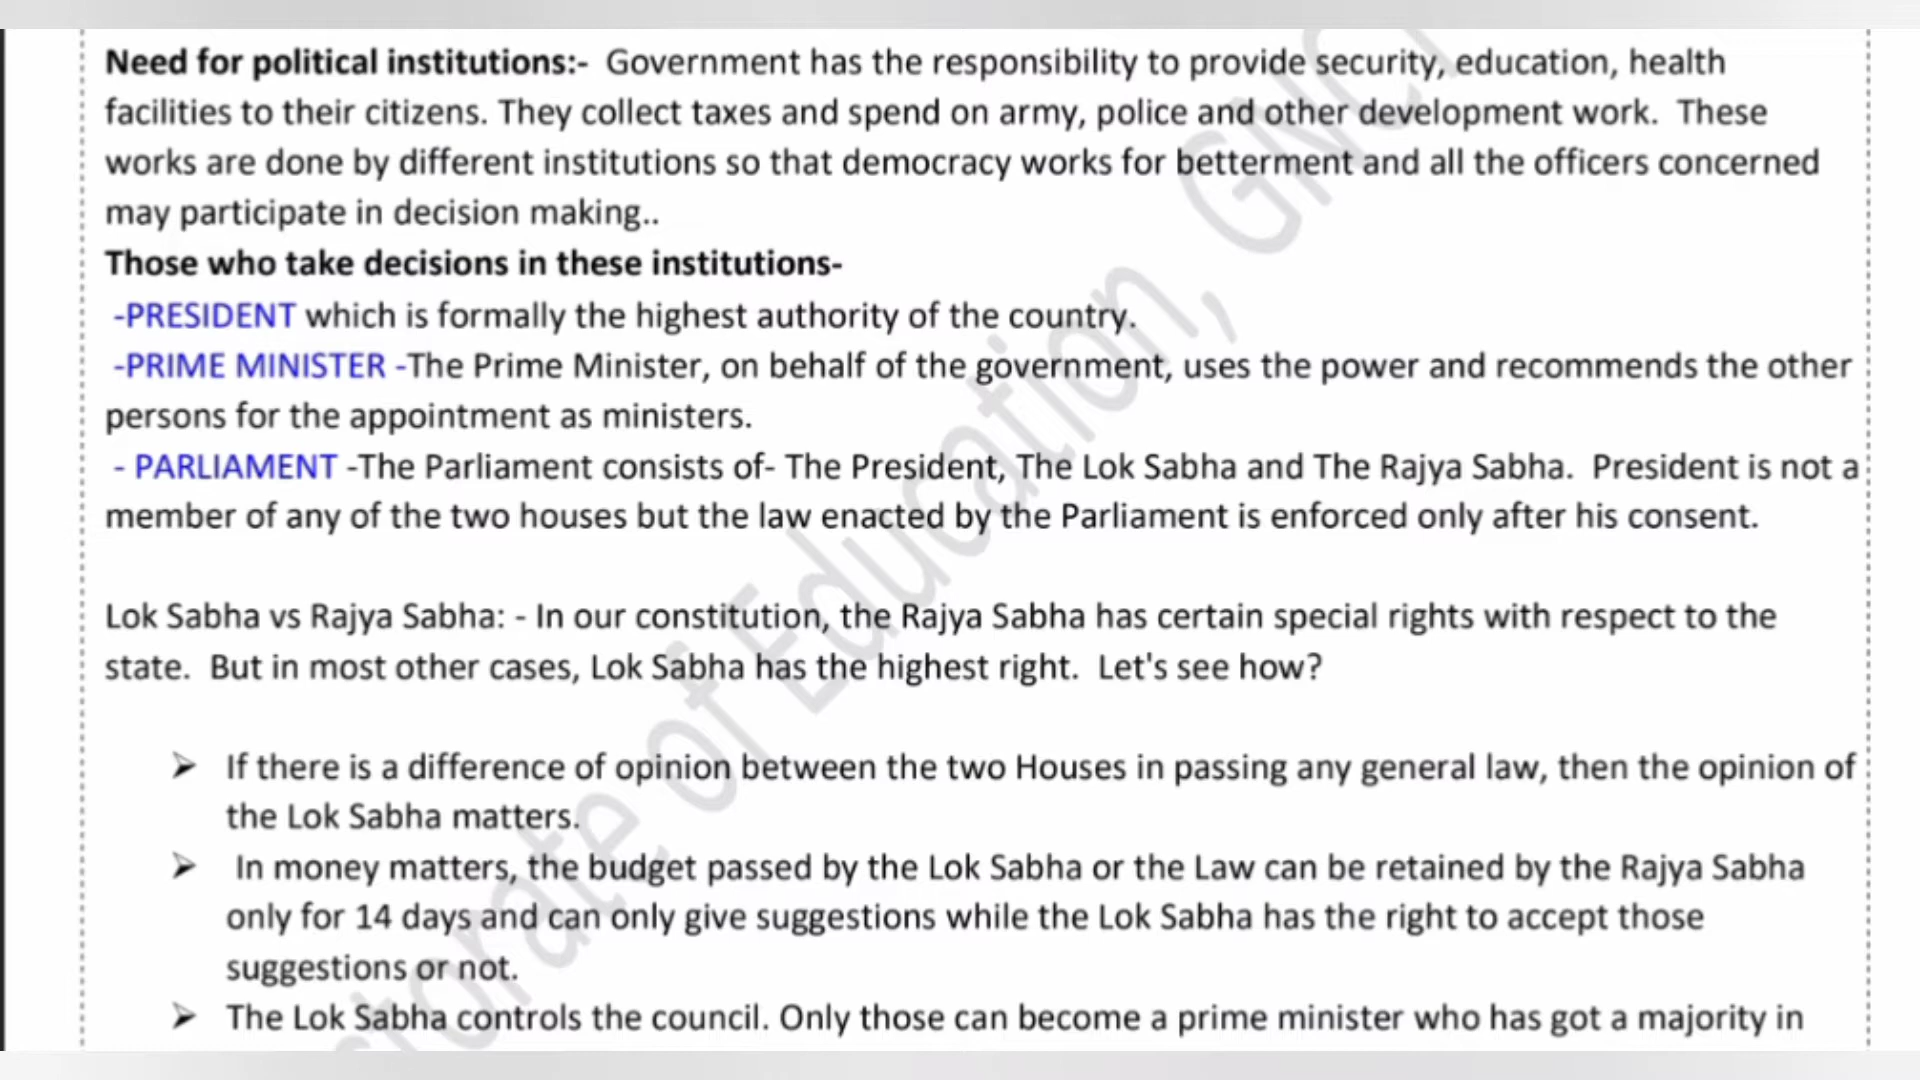 Need for political institutions:- Government has the responsibility to provide security, education, health
facilities to their citizens. They collect taxes and spend on army, police and other development work. These
works are done by different institutions so that democracy works for betterment and all the officers concerned
may participate in decision making..
Those who take decisions in these institutions-
-PRESIDENT which is formally the highest authority of the country.
-PRIME MINISTER -The Prime Minister, on behalf of the government, uses the power and recommends the other
persons for the appointment as ministers.
- PARLIAMENT -The Parliament consists of- The President, The Lok Sabha and The Rajya Sabha. President is not a
member of any of the two houses but the law enacted by the Parliament is enforced only after his consent.
Lok Sabha vs Rajya Sabha: - In our constitution, the Rajya Sabha has certain special rights with respect to the
state. But in most other cases, Lok Sabha has the highest right. Let's see how?
➢ If there is a difference of opinion between the two Houses in passing any general law, then the opinion of
the Lok Sabha matters.
➢ In money matters, the budget passed by the Lok Sabha or the Law can be retained by the Rajya Sabha
only for 14 days and can only give suggestions while the Lok Sabha has the right to accept those
suggestions or not.
➢ The Lok Sabha controls the council. Only those can become a prime minister who has got a majority in
of Education,